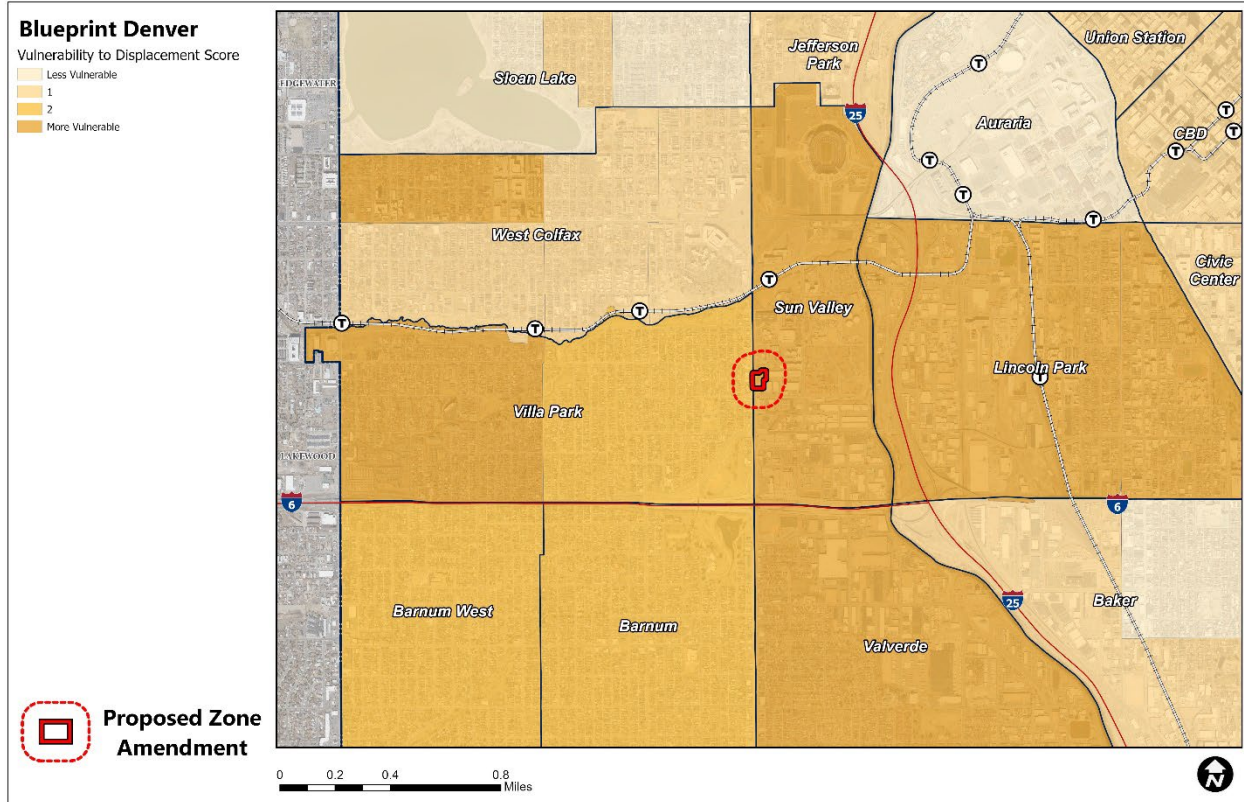 Blueprint Denver
Vulnerability to Displacement Score
Less Vulnerable
1
2
More Vulnerable
EDGEWATER
Sloan Lake
Jefferson
Park
Union Station
25
T
Auraria
T
CBD
T
T
T
T
T
West Colfax
Civic
Center
T
Sun Valley
T
T
T
Lincoln Park
T
Villa Park
LAKEWOOD
6
6
25
Barnum West
Barnum
Baker
Valverde
Proposed Zone
Amendment
0 0.2 0.4 0.8
Miles
N